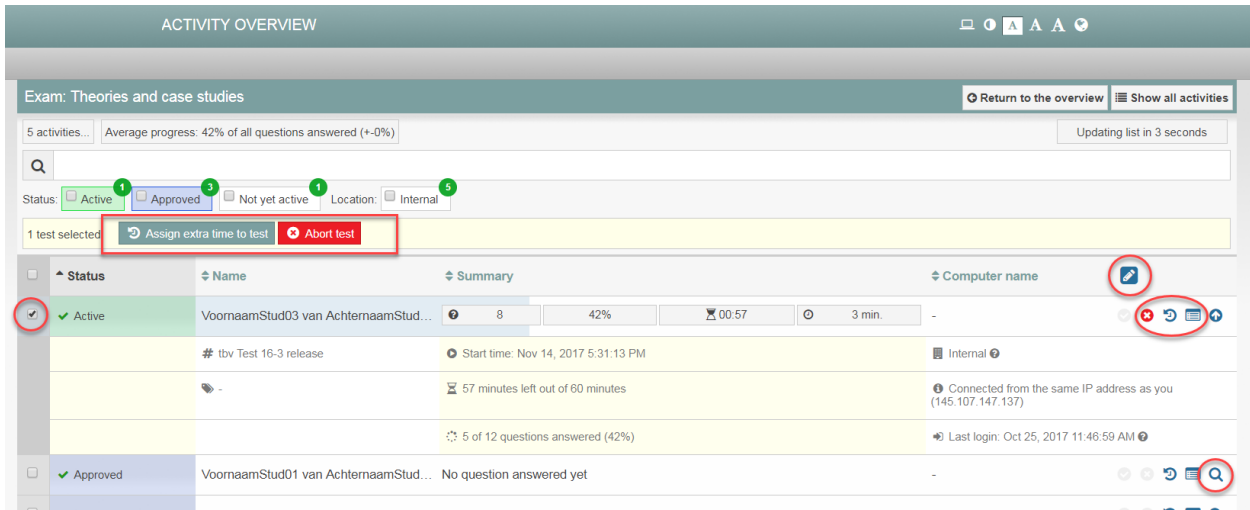 ACTIVITY OVERVIEW A A A
Exam: Theories and case studies Return to the overview Show all activities
5 activities... Average progress: 42% of all questions answered (+-0%) Updating list in 3 seconds
Status: Active 1 Approved 3 Not yet active 1 Location: Internal 5
1 test selected Assign extra time to test Abort test
Status Name Summary Computer name
Active VoornaamStud03 van AchternaamStud... 8 42% 00:57 3 min. -
# tbv Test 16-3 release Start time: Nov 14, 2017 5:31:13 PM Internal
- 57 minutes left out of 60 minutes Connected from the same IP address as you
(145.107.147.137)
5 of 12 questions answered (42%) Last login: Oct 25, 2017 11:46:59 AM
Approved VoornaamStud01 van AchternaamStud... No question answered yet -